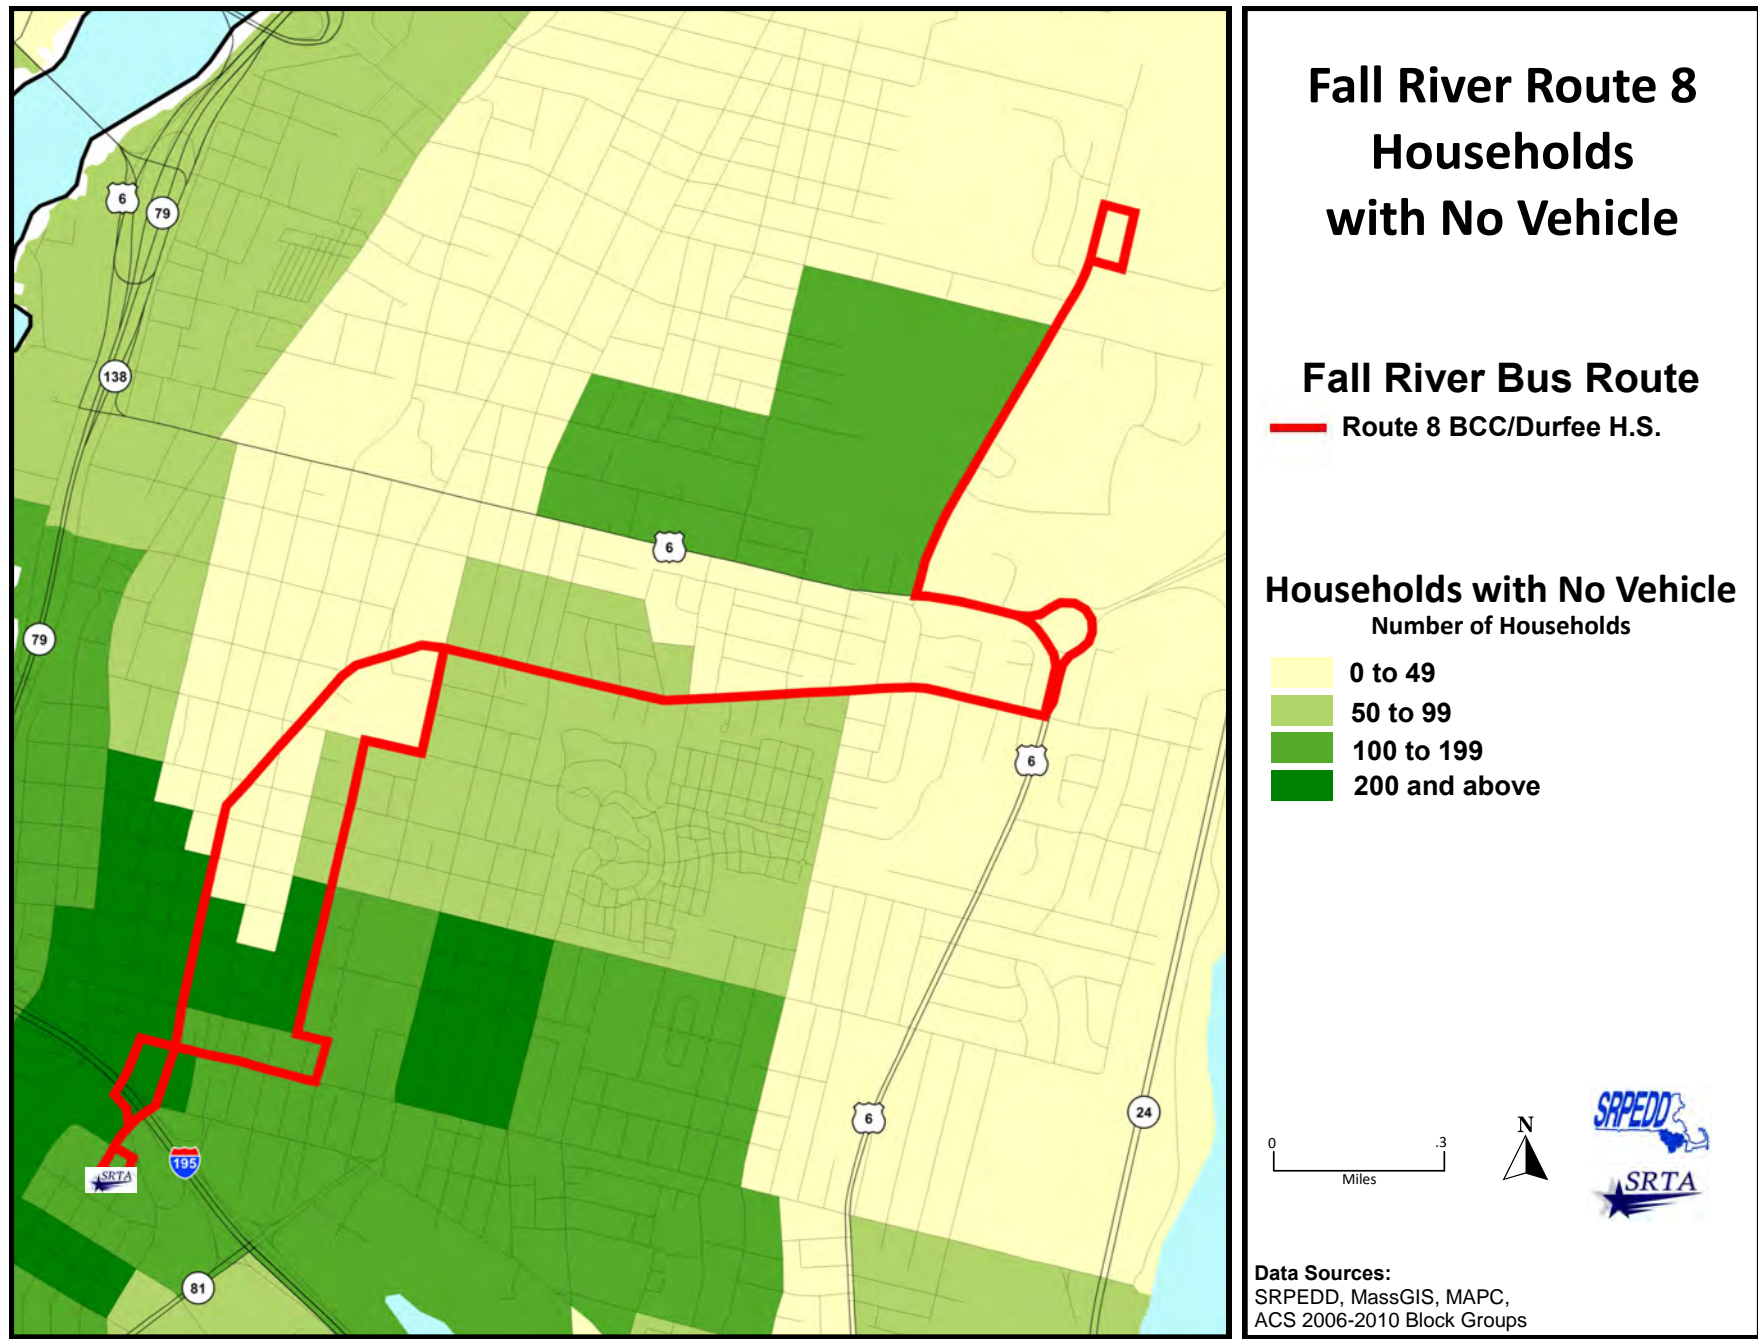 Fall River Route 8
Households
with No Vehicle
Fall River Bus Route
Route 8 BCC/Durfee H.S.
Households with No Vehicle
Number of Households
0 to 49
50 to 99
100 to 199
200 and above
0 .3
Miles
N
SRPEDD
SRTA
Data Sources:
SRPEDD, MassGIS, MAPC,
ACS 2006-2010 Block Groups
6
79
138
6
79
6
6
24
195
SRTA
81